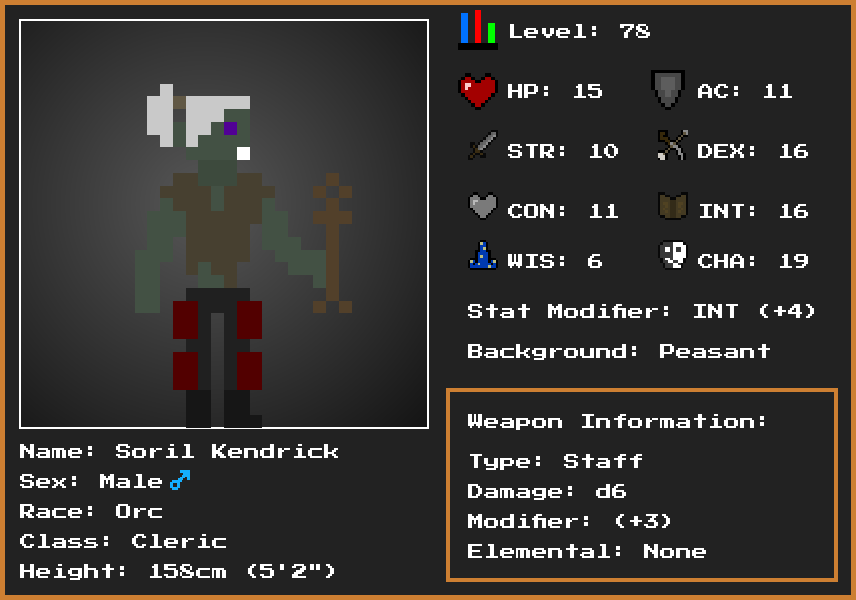 Level: 78
HP: 15 AC: 11
STR: 10 DEX: 16
CON: 11 INT: 16
WIS: 6 CHA: 19
Stat Modifier: INT (+4)
Background: Peasant
Weapon Information:
Type: Staff
Damage: d6
Modifier: (+3)
Elemental: None
Name: Soril Kendrick
Sex: Male ♂
Race: Orc
Class: Cleric
Height: 158cm (5'2")